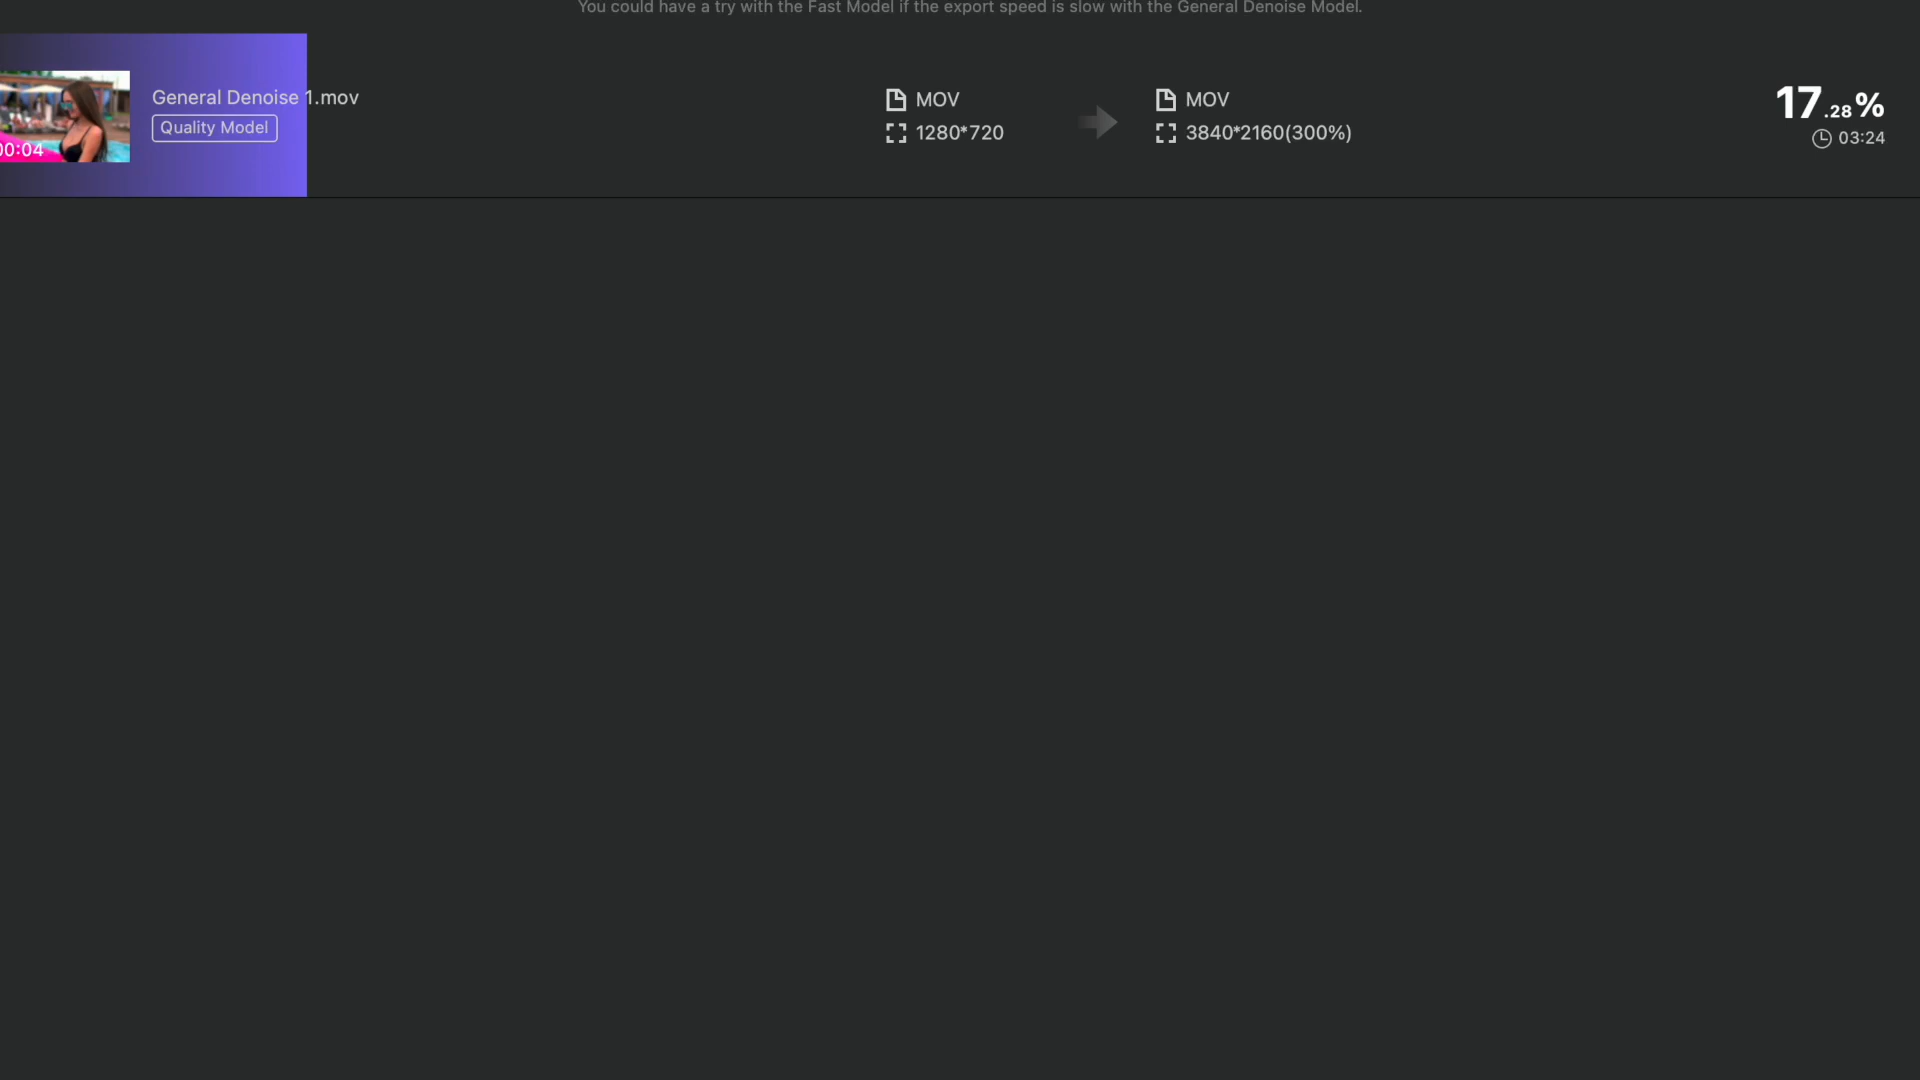 You could have a try with the Fast Model if the export speed is slow with the General Denoise Model.
General Denoise 1.mov
Quality Model
00:04
MOV
1280*720
MOV
3840*2160(300%)
17.28%
03:24